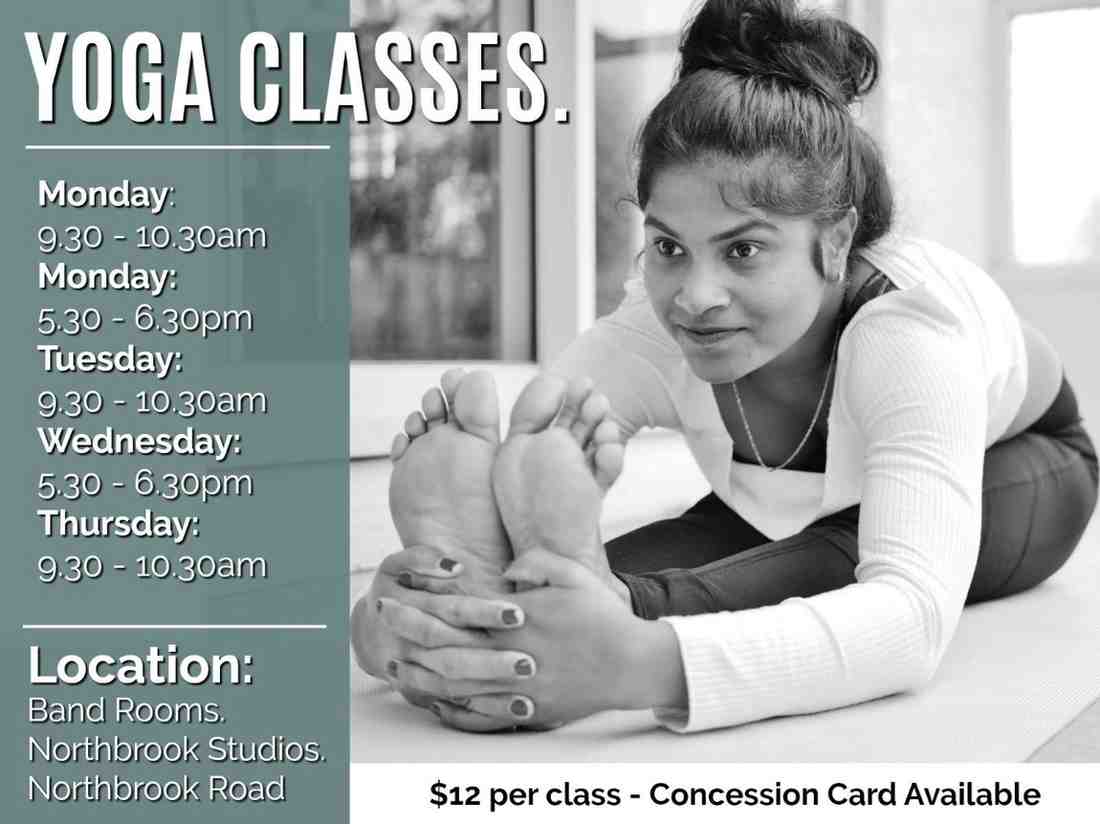 YOGA CLASSES.
Monday:
9.30 - 10.30am
Monday:
5.30 - 6.30pm
Tuesday:
9.30 - 10.30am
Wednesday:
5.30 - 6.30pm
Thursday:
9.30 - 10.30am
Location:
Band Rooms.
Northbrook Studios.
Northbrook Road
$12 per class - Concession Card Available